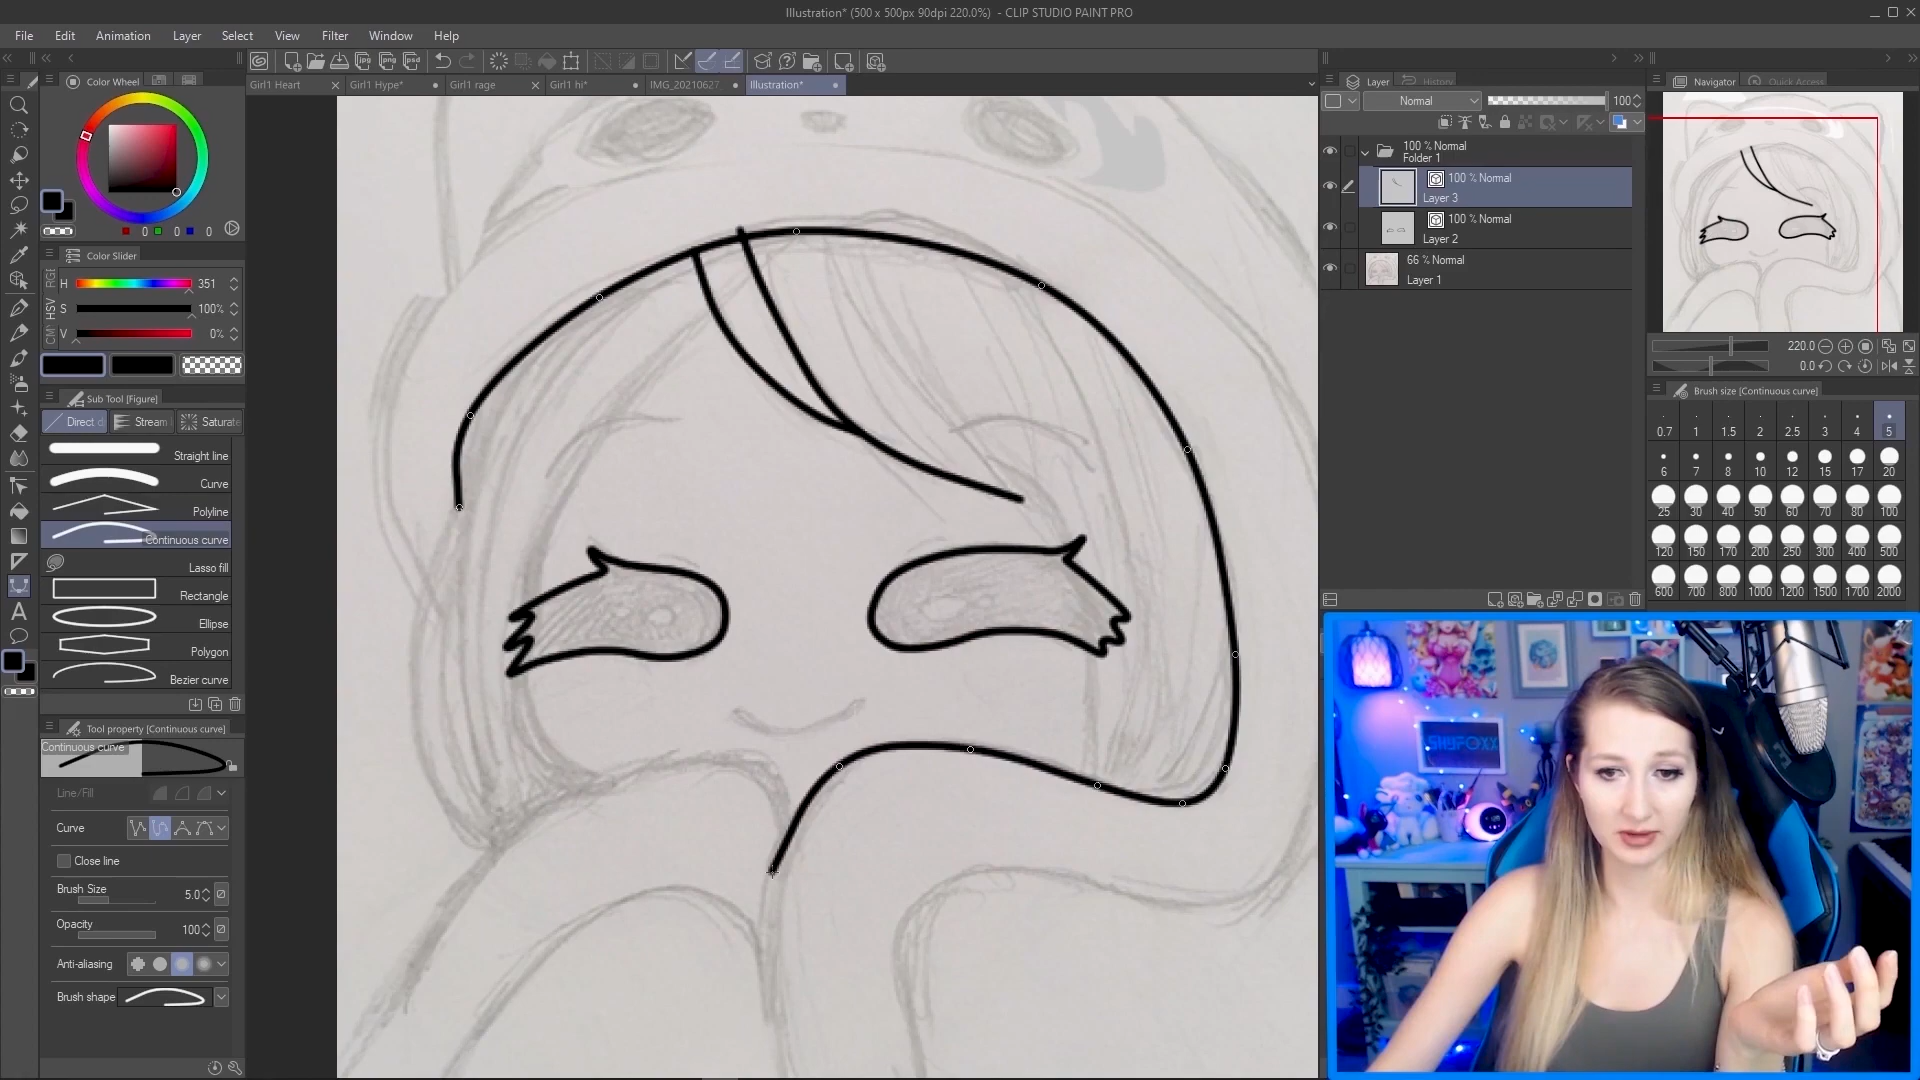 Illustration* (500 x 500px 90dpi 220.0%) - CLIP STUDIO PAINT PRO
File Edit Animation Layer Select View Filter Window Help
Girl1 Heart Girl1 Hype* Girl1 rage Girl1 hi* IMG_20210627 Illustration*
Color Wheel
0 0 0
Color Slider
H 351
S 100%
V 0%
HSV
Sub Tool [Figure]
Direct d Stream Saturate
Straight line
Curve
Polyline
Continuous curve
Lasso fill
Rectangle
Ellipse
Polygon
Bezier curve
Tool property [Continuous curve]
Continuous curve
Line/Fill
Curve
Close line
Brush Size 5.0
Opacity 100
Anti-aliasing
Brush shape
Layer History
Normal 100
100 % Normal
Folder 1
100 % Normal
Layer 3
100 % Normal
Layer 2
66 % Normal
Layer 1
Navigator Quick Access
220.0
0.0
Brush size [Continuous curve]
0.7 1 1.5 2 2.5 3 4 5
6 7 8 10 12 15 17 20
25 30 40 50 60 70 80 100
120 150 170 200 250 300 400 500
600 700 800 1000 1200 1500 1700 2000
SHYFOXX